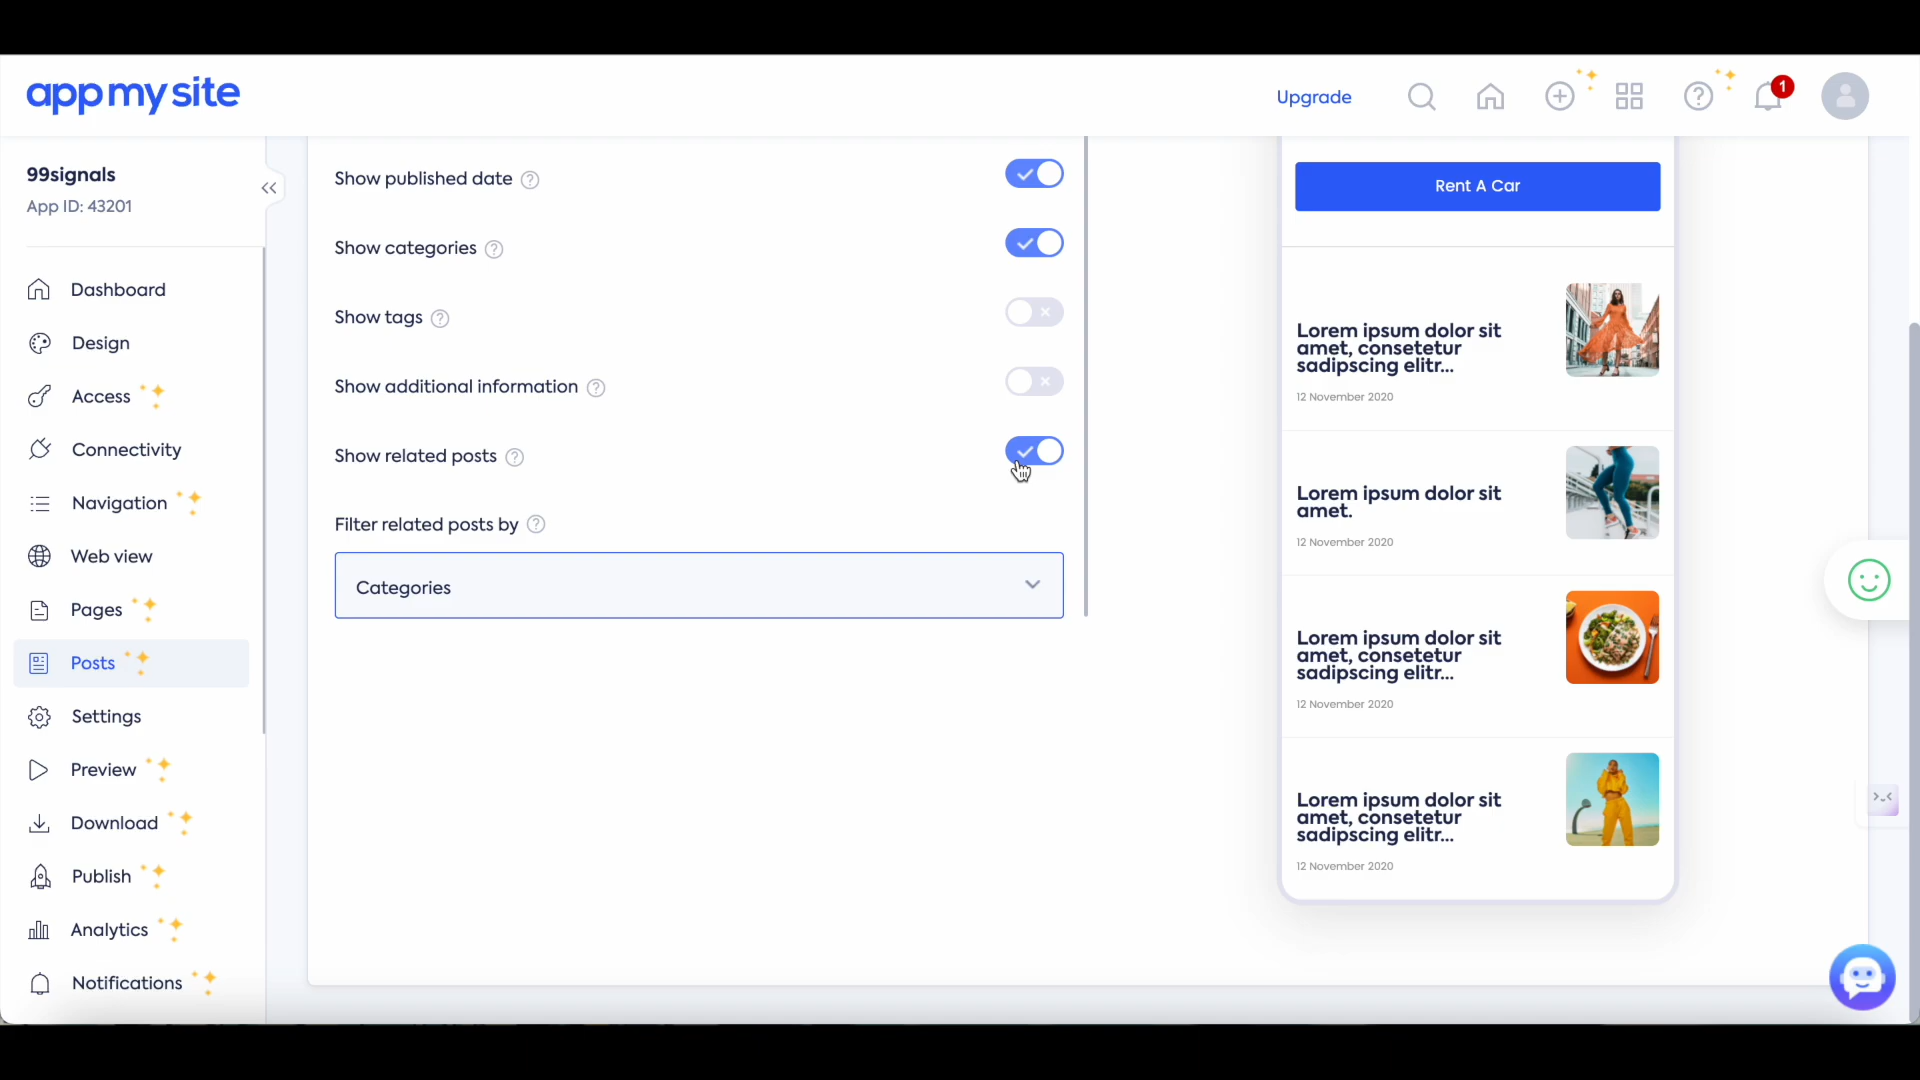 appmysite
Upgrade
1
99signals
App ID: 43201
Dashboard
Design
Access
Connectivity
Navigation
Web view
Pages
Posts
Settings
Preview
Download
Publish
Analytics
Notifications
Show published date
Show categories
Show tags
Show additional information
Show related posts
Filter related posts by
Categories
Rent A Car
Lorem ipsum dolor sit
amet, consetetur
sadipscing elitr...
12 November 2020
Lorem ipsum dolor sit
amet.
12 November 2020
Lorem ipsum dolor sit
amet, consetetur
sadipscing elitr...
12 November 2020
Lorem ipsum dolor sit
amet, consetetur
sadipscing elitr...
12 November 2020